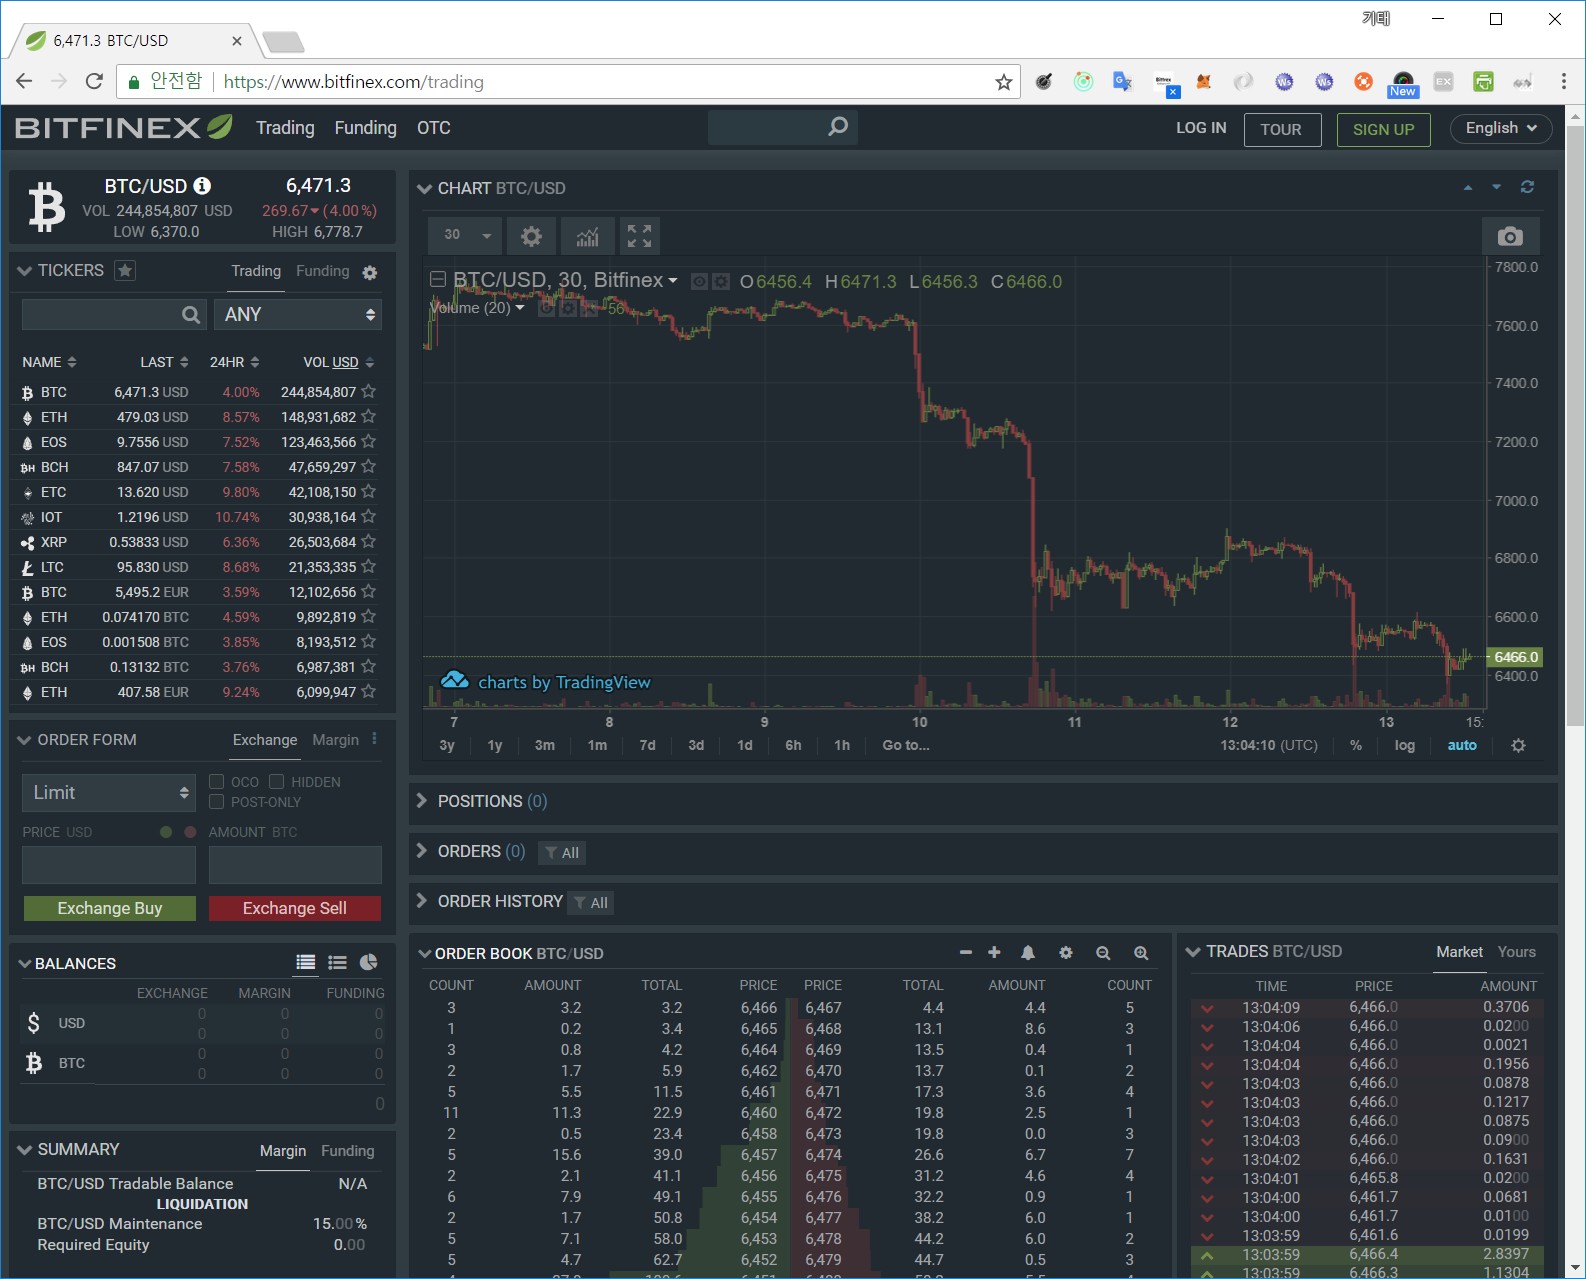 기태
6,471.3 BTC/USD
안전함 https://www.bitfinex.com/trading
New
BITFINEX Trading Funding OTC LOG IN TOUR SIGN UP English
BTC/USD 6,471.3
VOL 244,854,807 USD 269.67 (4.00%)
LOW 6,370.0 HIGH 6,778.7
TICKERS Trading Funding
ANY
NAME LAST 24HR VOL USD
BTC 6,471.3 USD 4.00% 244,854,807
ETH 479.03 USD 8.57% 148,931,682
EOS 9.7556 USD 7.52% 123,463,566
BCH 847.07 USD 7.58% 47,659,297
ETC 13.620 USD 9.80% 42,108,150
IOT 1.2196 USD 10.74% 30,938,164
XRP 0.53833 USD 6.36% 26,503,684
LTC 95.830 USD 8.68% 21,353,335
BTC 5,495.2 EUR 3.59% 12,102,656
ETH 0.074170 BTC 4.59% 9,892,819
EOS 0.001508 BTC 3.85% 8,193,512
BCH 0.13132 BTC 3.76% 6,987,381
ETH 407.58 EUR 9.24% 6,099,947
ORDER FORM Exchange Margin
Limit OCO HIDDEN
POST-ONLY
PRICE USD AMOUNT BTC
Exchange Buy Exchange Sell
BALANCES
EXCHANGE MARGIN FUNDING
0 0 0
USD
0 0 0
0 0 0
BTC
0 0 0
0
SUMMARY Margin Funding
BTC/USD Tradable Balance N/A
LIQUIDATION
BTC/USD Maintenance 15.00 %
Required Equity 0.00
CHART BTC/USD
30
BTC/USD, 30, Bitfinex O 6456.4 H 6471.3 L 6456.3 C 6466.0
Volume (20) 56
7800.0
7600.0
7400.0
7200.0
7000.0
6800.0
6600.0
6466.0
6400.0
charts by TradingView
7 8 9 10 11 12 13 15:
3y 1y 3m 1m 7d 3d 1d 6h 1h Go to... 13:04:10 (UTC) % log auto
POSITIONS (0)
ORDERS (0) All
ORDER HISTORY All
ORDER BOOK BTC/USD
COUNT AMOUNT TOTAL PRICE PRICE TOTAL AMOUNT COUNT
3 3.2 3.2 6,466 6,467 4.4 4.4 5
1 0.2 3.4 6,465 6,468 13.1 8.6 3
3 0.8 4.2 6,464 6,469 13.5 0.4 1
2 1.7 5.9 6,462 6,470 13.7 0.1 2
5 5.5 11.5 6,461 6,471 17.3 3.6 4
11 11.3 22.9 6,460 6,472 19.8 2.5 1
2 0.5 23.4 6,458 6,473 19.8 0.0 3
5 15.6 39.0 6,457 6,474 26.6 6.7 7
2 2.1 41.1 6,456 6,475 31.2 4.6 4
6 7.9 49.1 6,455 6,476 32.2 0.9 1
2 1.7 50.8 6,454 6,477 38.2 6.0 1
5 7.1 58.0 6,453 6,478 44.2 6.0 2
5 4.7 62.7 6,452 6,479 44.7 0.5 3
TRADES BTC/USD Market Yours
TIME PRICE AMOUNT
13:04:09 6,466.0 0.3706
13:04:06 6,466.0 0.0200
13:04:04 6,466.0 0.0021
13:04:04 6,466.0 0.1956
13:04:03 6,466.0 0.0878
13:04:03 6,466.0 0.1217
13:04:03 6,466.0 0.0875
13:04:03 6,466.0 0.0900
13:04:02 6,466.0 0.1631
13:04:01 6,465.8 0.0200
13:04:00 6,461.7 0.0681
13:04:00 6,461.7 0.0100
13:03:59 6,461.6 0.0199
13:03:59 6,466.4 2.8397
13:03:59 6,466.3 1.1304